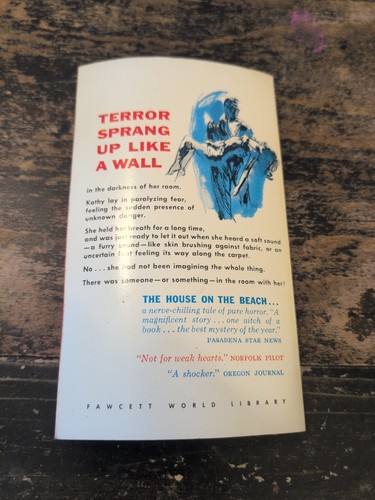 TERROR
SPRANG
UP LIKE
A WALL
in the darkness of her room.
Kathy lay in paralyzing fear,
feeling the sudden presence of
unknown danger.
She held her breath for a long time,
and was just ready to let it out when she heard a soft sound
—a furry sound—like skin brushing against fabric, or an
uncertain foot feeling its way along the carpet.
No . . . she had not been imagining the whole thing.
There was someone—or something—in the room with her!
THE HOUSE ON THE BEACH...
a nerve-chilling tale of pure horror. "A
magnificent story . . . one aitch of a
book . . . the best mystery of the year."
PASADENA STAR NEWS
"Not for weak hearts." NORFOLK PILOT
"A shocker." OREGON JOURNAL
FAWCETT WORLD LIBRARY